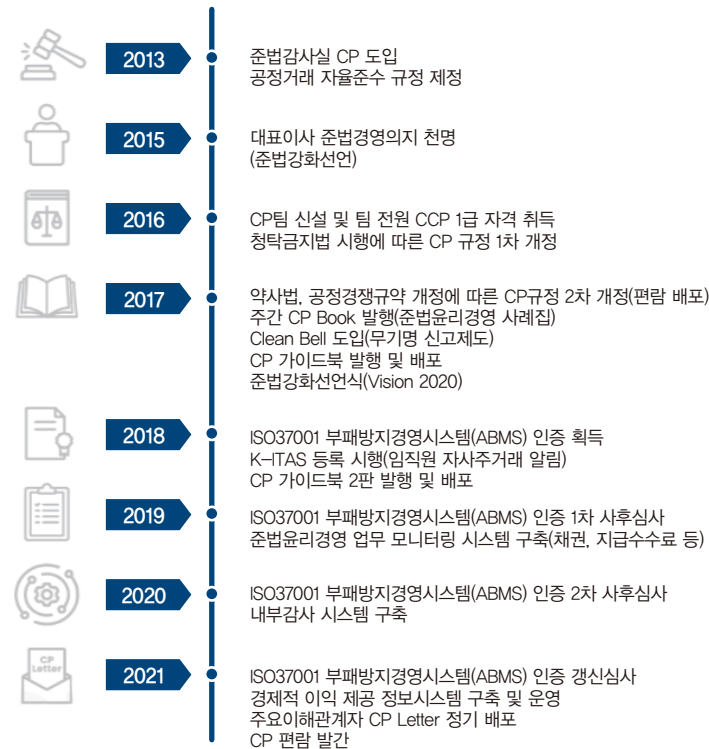 2013
준법감사실 CP 도입
공정거래 자율준수 규정 제정
2015
대표이사 준법경영의지 천명
(준법강화선언)
2016
CP팀 신설 및 팀 전원 CCP 1급 자격 취득
청탁금지법 시행에 따른 CP 규정 1차 개정
2017
약사법, 공정경쟁규약 개정에 따른 CP규정 2차 개정(편람 배포)
주간 CP Book 발행(준법윤리경영 사례집)
Clean Bell 도입(무기명 신고제도)
CP 가이드북 발행 및 배포
준법강화선언식(Vision 2020)
2018
ISO37001 부패방지경영시스템(ABMS) 인증 획득
K-ITAS 등록 시행(임직원 자사주거래 알림)
CP 가이드북 2판 발행 및 배포
2019
ISO37001 부패방지경영시스템(ABMS) 인증 1차 사후심사
준법윤리경영 업무 모니터링 시스템 구축(채권, 지급수수료 등)
2020
ISO37001 부패방지경영시스템(ABMS) 인증 2차 사후심사
내부감사 시스템 구축
CP
Letter
2021
ISO37001 부패방지경영시스템(ABMS) 인증 갱신심사
경제적 이익 제공 정보시스템 구축 및 운영
주요이해관계자 CP Letter 정기 배포
CP 편람 발간